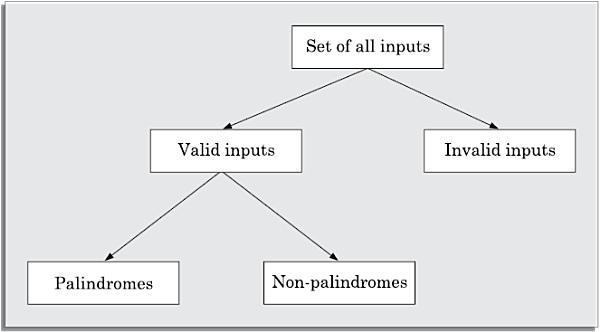 Set of all inputs
Valid inputs
Invalid inputs
Palindromes
Non-palindromes